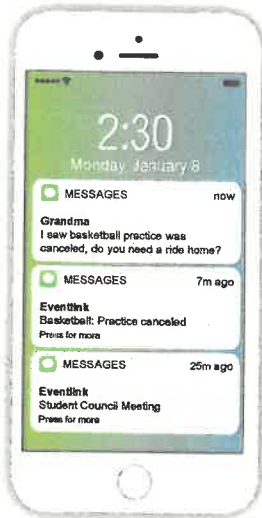 2:30
Monday January 8
MESSAGES now
Grandma
I saw basketball practice was
canceled, do you need a ride home?
MESSAGES 7m ago
Eventlink
Basketball: Practice canceled
Press for more
MESSAGES 25m ago
Eventlink
Student Council Meeting
Press for more